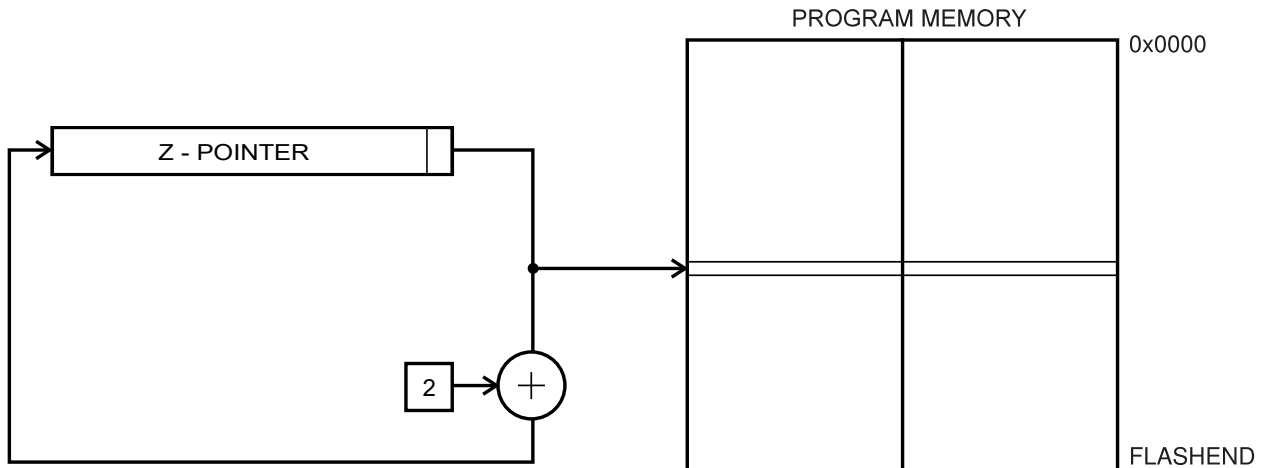 PROGRAM MEMORY
0x0000
Z - POINTER
2
FLASHEND